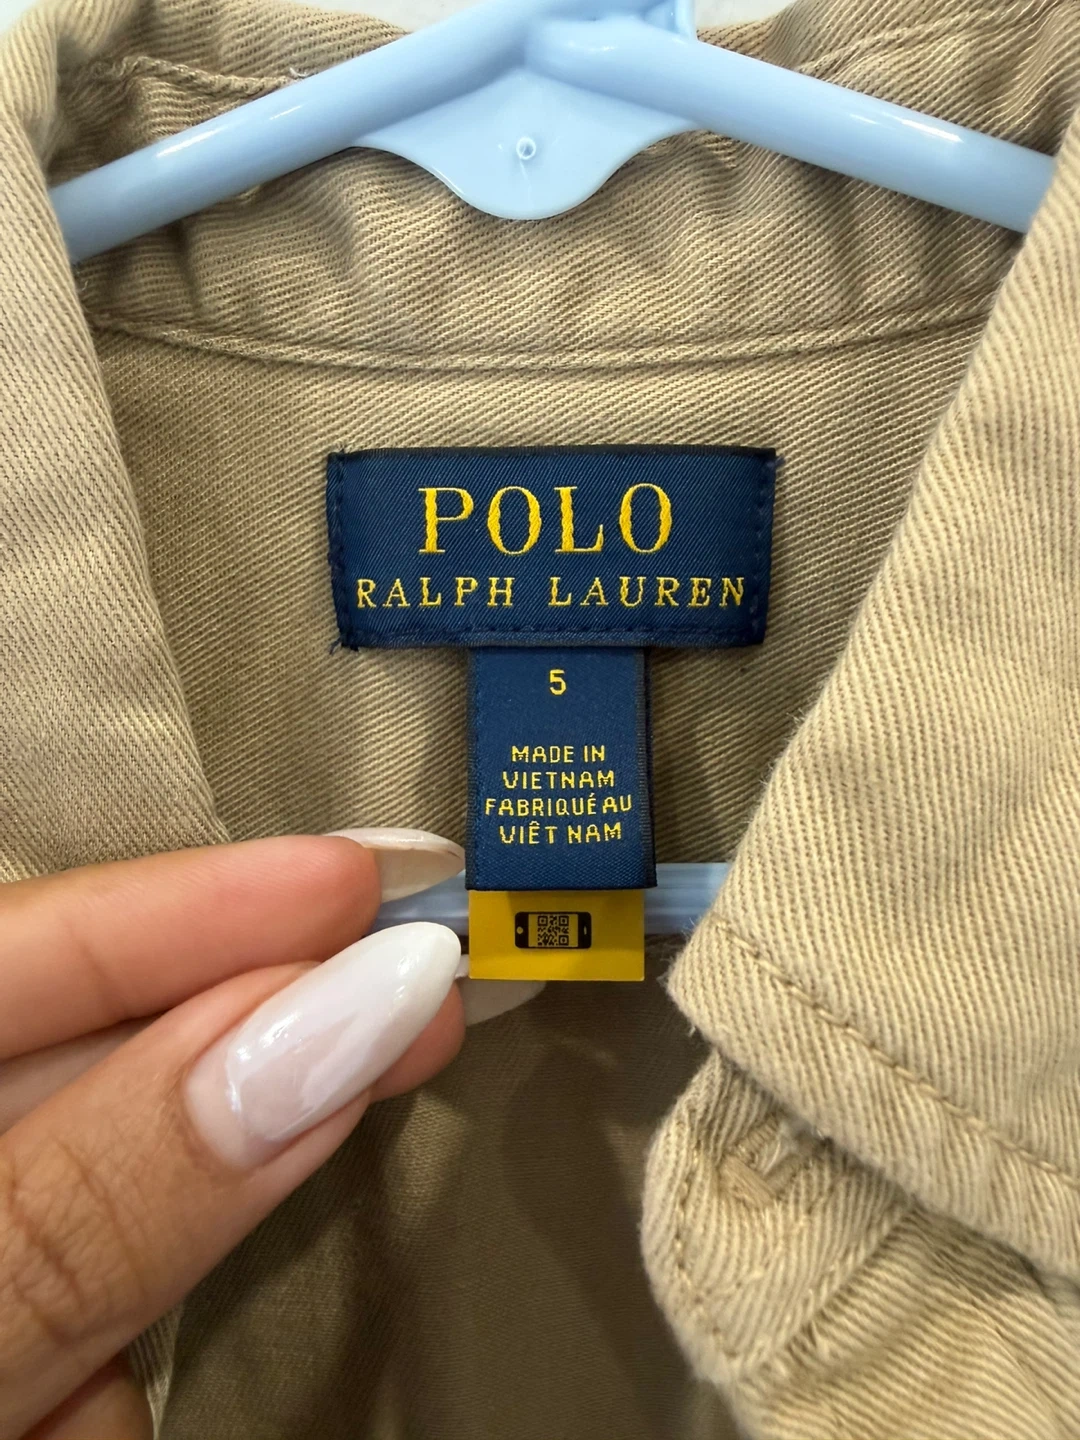 POLO
RALPH LAUREN
5
MADE IN
VIETNAM
FABRIQUÉ AU
VIÊT NAM